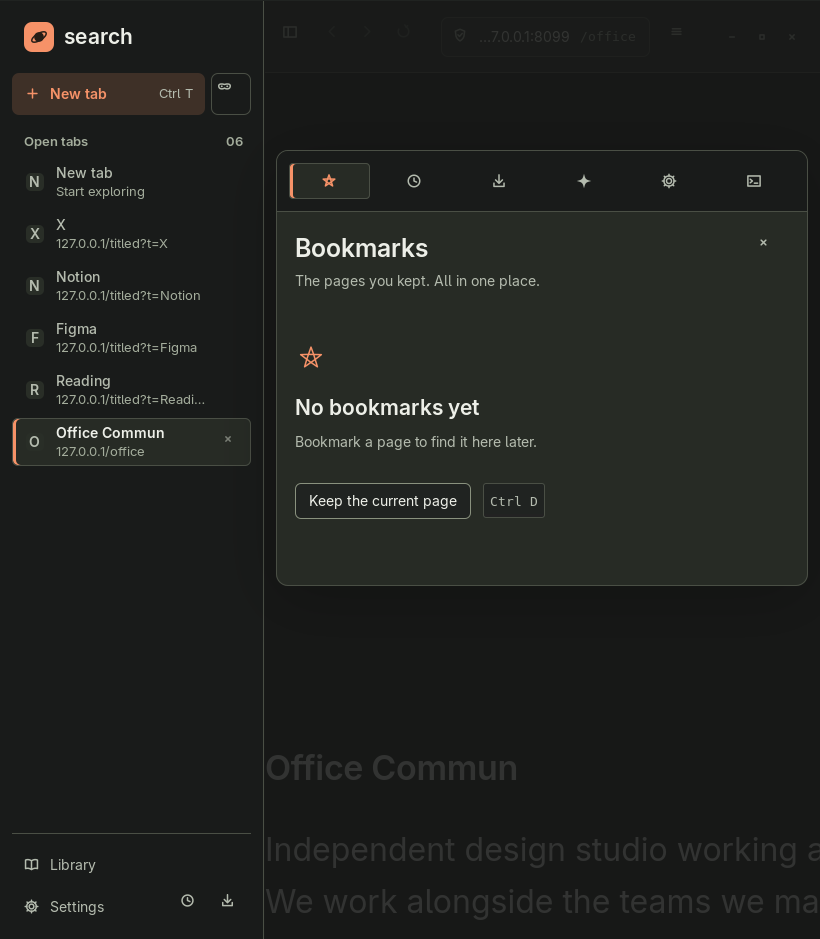 search
New tab
Ctrl T
Open tabs
06
N
New tab
Start exploring
X
X
127.0.0.1/titled?t=X
N
Notion
127.0.0.1/titled?t=Notion
F
Figma
127.0.0.1/titled?t=Figma
R
Reading
127.0.0.1/titled?t=Readi...
O
Office Commun
127.0.0.1/office
Library
Settings
...7.0.0.1:8099 /office
Bookmarks
The pages you kept. All in one place.
No bookmarks yet
Bookmark a page to find it here later.
Keep the current page
Ctrl D
Office Commun
Independent design studio working a
We work alongside the teams we ma